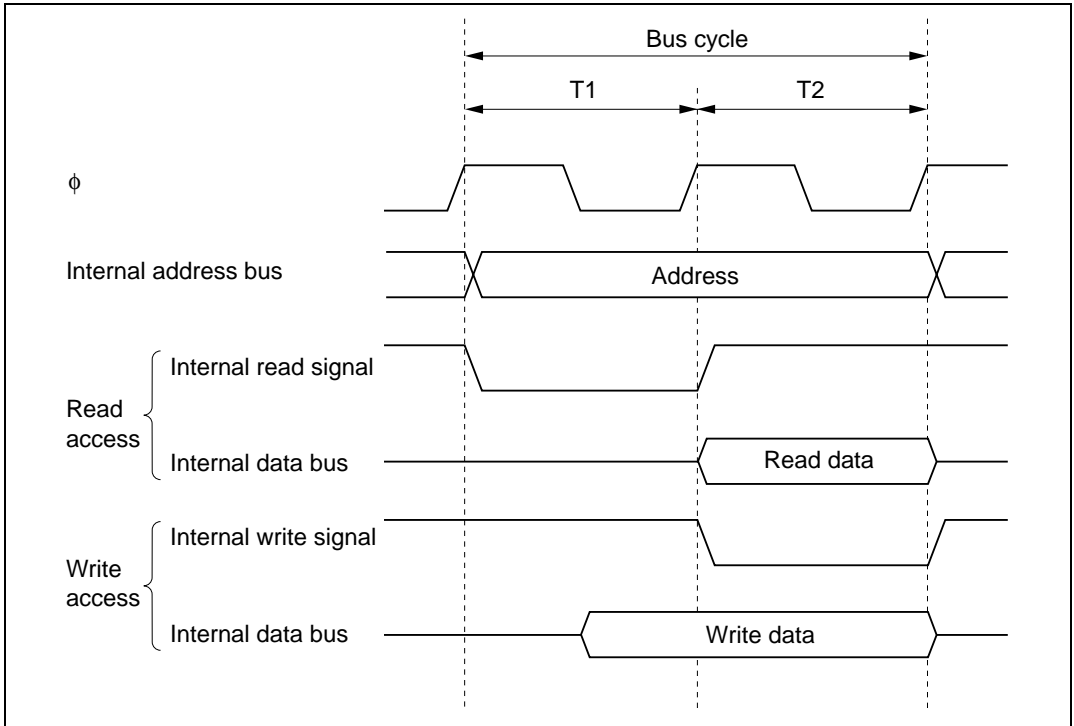 Bus cycle
T1 T2
ϕ
Internal address bus Address
Internal read signal
Read
access
Internal data bus Read data
Internal write signal
Write
access
Internal data bus Write data